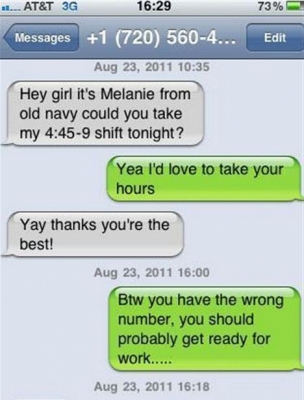 AT&T 3G 16:29 73%
Messages +1 (720) 560-4... Edit
Aug 23, 2011 10:35
Hey girl it's Melanie from
old navy could you take
my 4:45-9 shift tonight?
Yea I'd love to take your
hours
Yay thanks you're the
best!
Aug 23, 2011 16:00
Btw you have the wrong
number, you should
probably get ready for
work.....
Aug 23, 2011 16:18